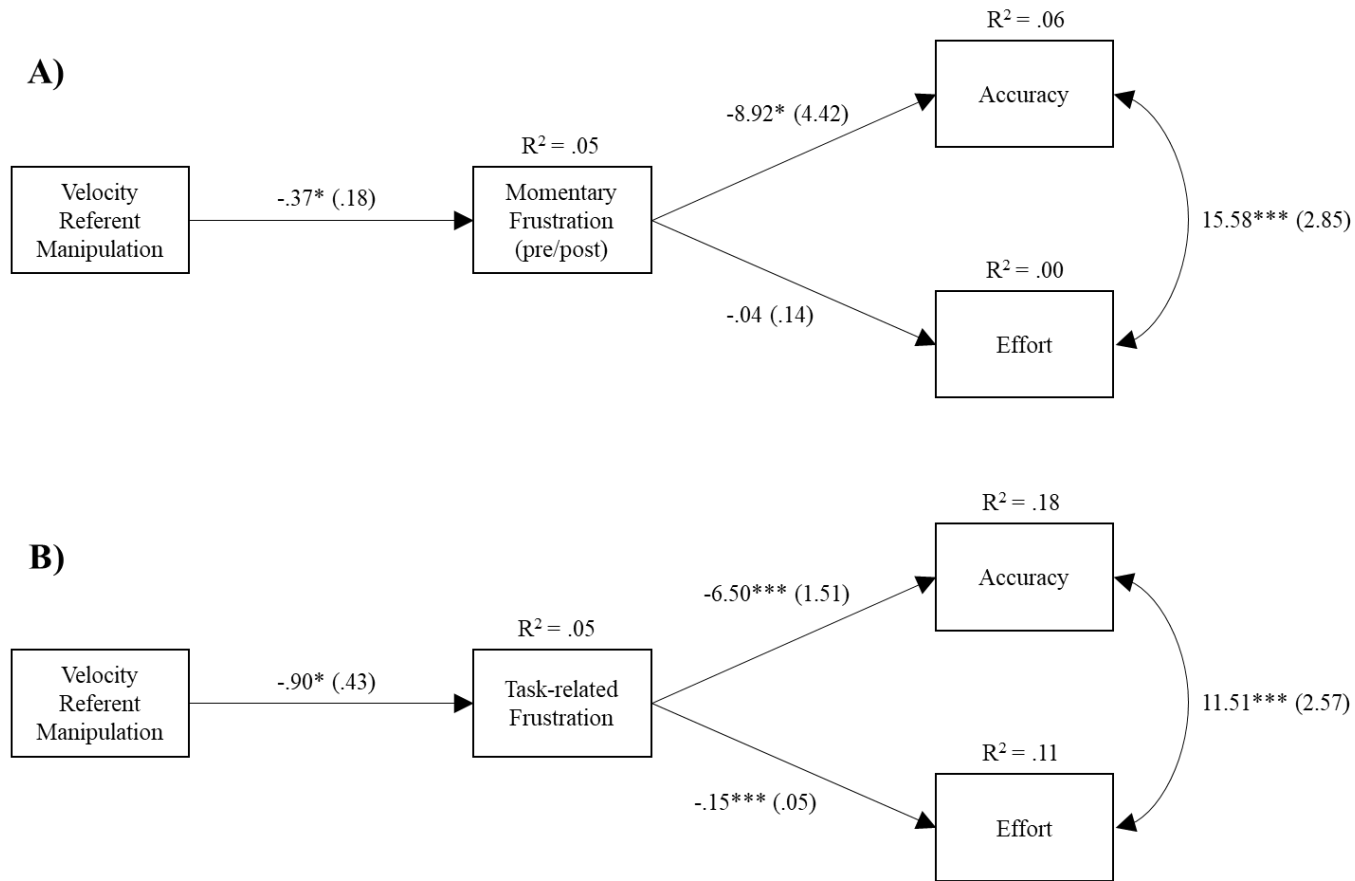 A)
Velocity
Referent
Manipulation
-.37* (.18)
R² = .05
Momentary
Frustration
(pre/post)
-8.92* (4.42)
-.04 (.14)
R² = .06
Accuracy
R² = .00
Effort
15.58*** (2.85)
B)
Velocity
Referent
Manipulation
-.90* (.43)
R² = .05
Task-related
Frustration
-6.50*** (1.51)
-.15*** (.05)
R² = .18
Accuracy
R² = .11
Effort
11.51*** (2.57)